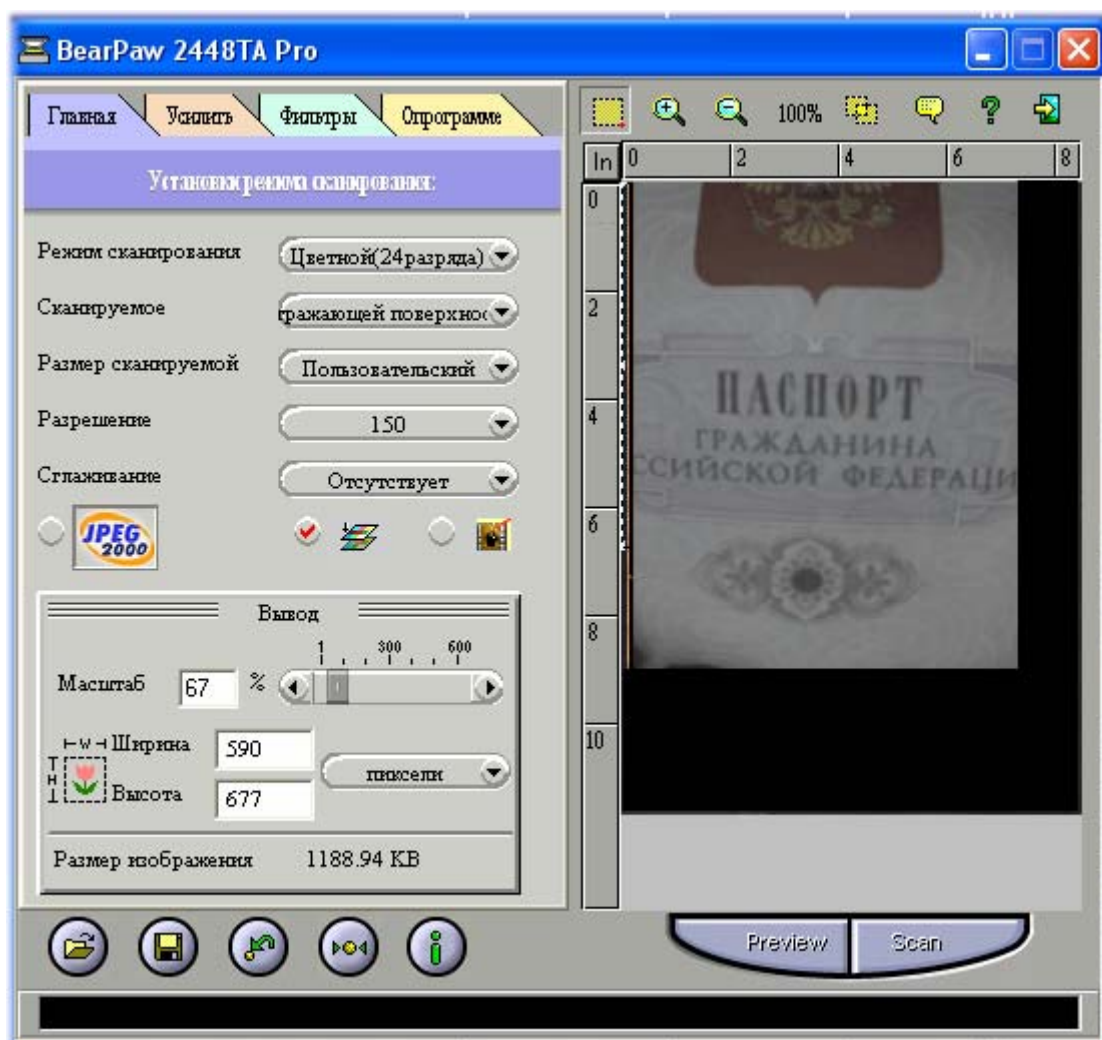 BearPaw 2448TA Pro
Главная Усилить Фильтры Опрограмме
Установки режима сканирования:
Режим сканирования Цветной(24разряда)
Сканируемое тражающей поверхнос
Размер сканируемой Пользовательский
Разрешение 150
Сглаживание Отсутствует
JPEG 2000
Вывод
1 300 600
Масштаб 67 %
W Ширина 590
H Высота 677
пиксели
Размер изображения 1188.94 KB
100%
In 0 2 4 6 8
0
2
4
6
8
10
ПАСПОРТ
ГРАЖДАНИНА
ССИЙСКОЙ ФЕДЕРАЦИ
Preview Scan